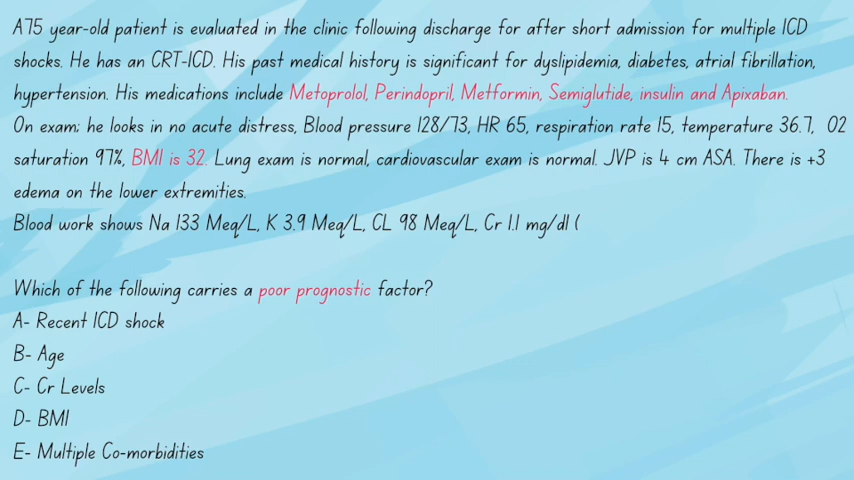 A75 year-old patient is evaluated in the clinic following discharge for after short admission for multiple ICD
shocks. He has an CRT-ICD. His past medical history is significant for dyslipidemia, diabetes, atrial fibrillation,
hypertension. His medications include Metoprolol, Perindopril, Metformin, Semiglutide, insulin and Apixaban.
On exam; he looks in no acute distress, Blood pressure 128/73, HR 65, respiration rate 15, temperature 36.7, O2
saturation 97%, BMI is 32. Lung exam is normal, cardiovascular exam is normal. JVP is 4 cm ASA. There is +3
edema on the lower extremities.
Blood work shows Na 133 Meq/L, K 3.9 Meq/L, CL 98 Meq/L, Cr 1.1 mg/dl (
Which of the following carries a poor prognostic factor?
A- Recent ICD shock
B- Age
C- Cr Levels
D- BMI
E- Multiple Co-morbidities